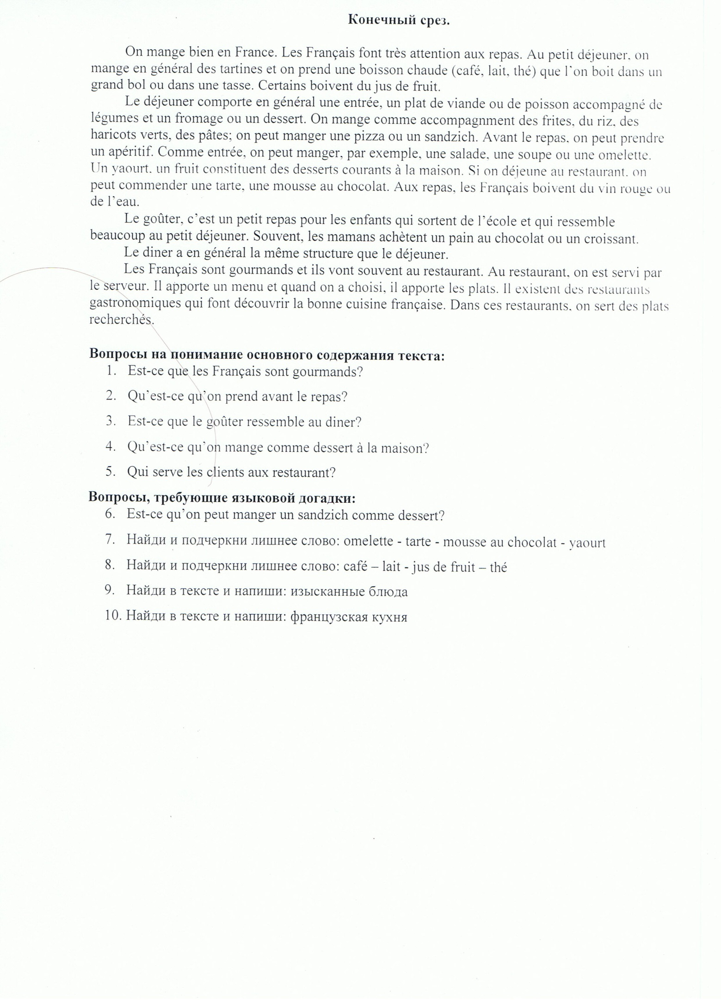 Конечный срез.
On mange bien en France. Les Français font très attention aux repas. Au petit déjeuner, on
mange en général des tartines et on prend une boisson chaude (café, lait, thé) que l'on boit dans un
grand bol ou dans une tasse. Certains boivent du jus de fruit.
Le déjeuner comporte en général une entrée, un plat de viande ou de poisson accompagné de
légumes et un fromage ou un dessert. On mange comme accompagnment des frites, du riz, des
haricots verts, des pâtes; on peut manger une pizza ou un sandzich. Avant le repas, on peut prendre
un apéritif. Comme entrée, on peut manger, par exemple, une salade, une soupe ou une omelette.
Un yaourt, un fruit constituent des desserts courants à la maison. Si on déjeune au restaurant, on
peut commender une tarte, une mousse au chocolat. Aux repas, les Français boivent du vin rouge ou
de l'eau.
Le goûter, c'est un petit repas pour les enfants qui sortent de l'école et qui ressemble
beaucoup au petit déjeuner. Souvent, les mamans achètent un pain au chocolat ou un croissant.
Le diner a en général la même structure que le déjeuner.
Les Français sont gourmands et ils vont souvent au restaurant. Au restaurant, on est servi par
le serveur. Il apporte un menu et quand on a choisi, il apporte les plats. Il existent des restaurants
gastronomiques qui font découvrir la bonne cuisine française. Dans ces restaurants, on sert des plats
recherchés.
Вопросы на понимание основного содержания текста:
1. Est-ce que les Français sont gourmands?
2. Qu'est-ce qu'on prend avant le repas?
3. Est-ce que le goûter ressemble au diner?
4. Qu'est-ce qu'on mange comme dessert à la maison?
5. Qui serve les clients aux restaurant?
Вопросы, требующие языковой догадки:
6. Est-ce qu'on peut manger un sandzich comme dessert?
7. Найди и подчеркни лишнее слово: omelette - tarte - mousse au chocolat - yaourt
8. Найди и подчеркни лишнее слово: café – lait - jus de fruit – thé
9. Найди в тексте и напиши: изысканные блюда
10. Найди в тексте и напиши: французская кухня